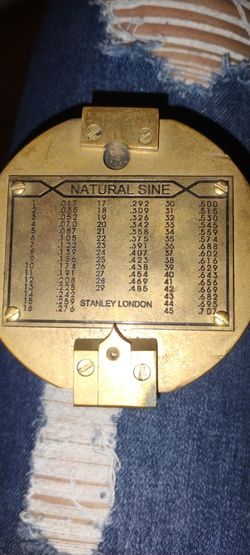 NATURAL SINE
1 .017 17 .292 30 .500
2 .035 18 .309 31 .515
3 .052 19 .326 32 .530
4 .070 20 .342 33 .545
5 .087 21 .358 34 .559
6 .105 22 .375 35 .574
7 .122 23 .391 36 .588
8 .139 24 .407 37 .602
9 .156 25 .423 38 .616
10 .174 26 .438 39 .629
11 .191 27 .454 40 .643
12 .208 28 .469 41 .656
13 .225 29 .485 42 .669
14 .242 43 .682
15 .259 STANLEY LONDON 44 .695
16 .276 45 .707